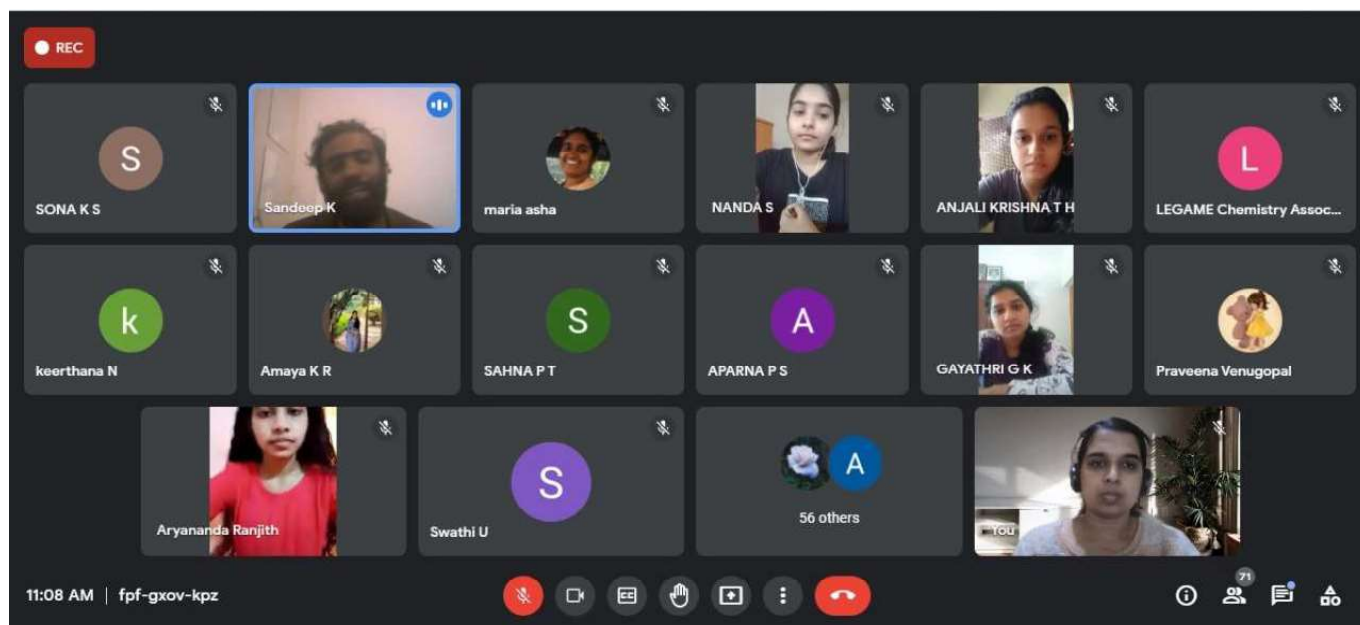 REC
S
SONA K S
Sandeep K
maria asha
NANDA S
ANJALI KRISHNA T H
L
LEGAME Chemistry Assoc...
k
keerthana N
Amaya K R
S
SAHNA P T
A
APARNA P S
GAYATHRI G K
Praveena Venugopal
Aryananda Ranjith
S
Swathi U
A
56 others
You
11:08 AM | fpf-gxov-kpz
CC
71